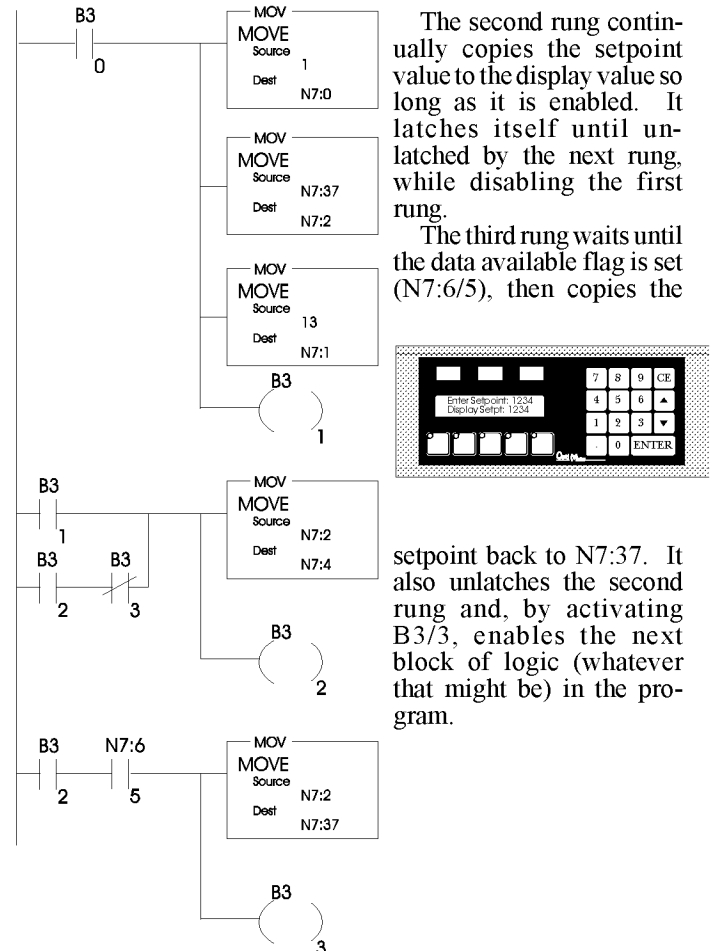 B3
0
MOV
MOVE
Source
1
Dest
N7:0
MOV
MOVE
Source
N7:37
Dest
N7:2
MOV
MOVE
Source
13
Dest
N7:1
B3
1
The second rung contin-
ually copies the setpoint
value to the display value so
long as it is enabled. It
latches itself until un-
latched by the next rung,
while disabling the first
rung.
The third rung waits until
the data available flag is set
(N7:6/5), then copies the
Enter Setpoint: 1234
Display Setpt: 1234
7 8 9 CE
4 5 6 ▲
1 2 3 ▼
. 0 ENTER
B3
1
B3 B3
2 3
MOV
MOVE
Source
N7:2
Dest
N7:4
B3
2
setpoint back to N7:37. It
also unlatches the second
rung and, by activating
B3/3, enables the next
block of logic (whatever
that might be) in the pro-
gram.
B3 N7:6
2 5
MOV
MOVE
Source
N7:2
Dest
N7:37
B3
3